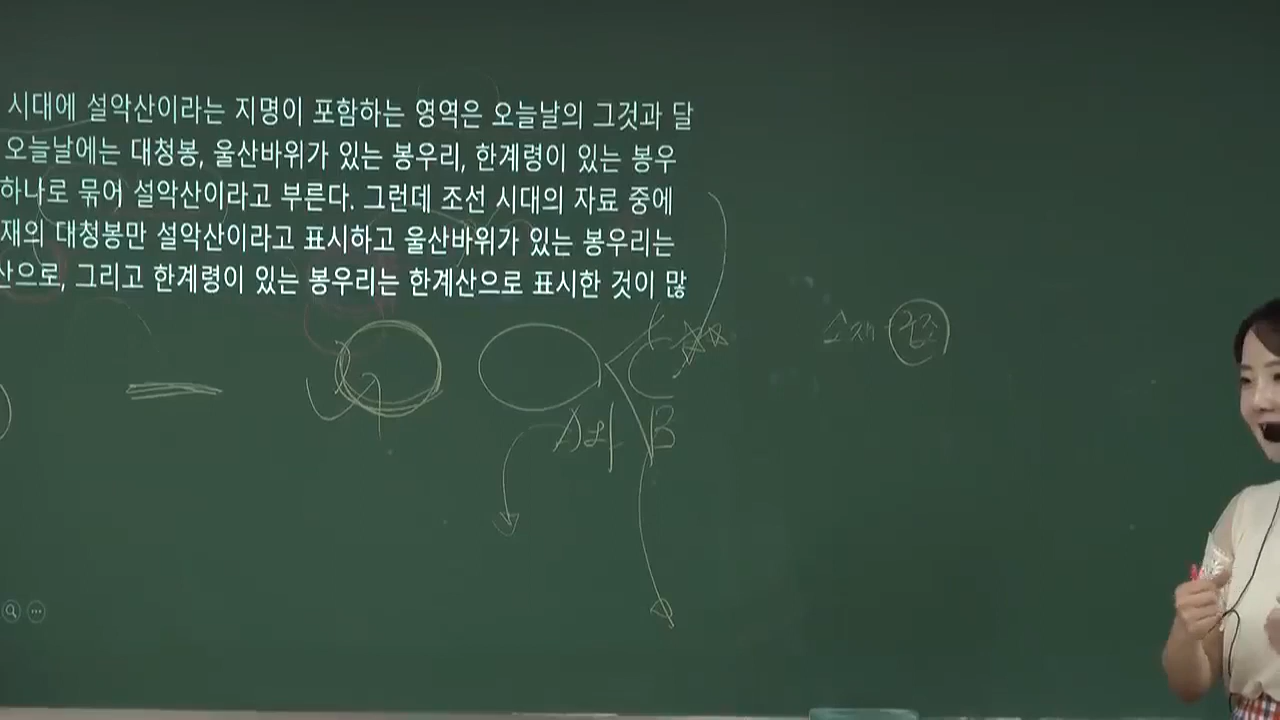 시대에 설악산이라는 지명이 포함하는 영역은 오늘날의 그것과 달
오늘날에는 대청봉, 울산바위가 있는 봉우리, 한계령이 있는 봉우
하나로 묶어 설악산이라고 부른다. 그런데 조선 시대의 자료 중에
재의 대청봉만 설악산이라고 표시하고 울산바위가 있는 봉우리는
산으로, 그리고 한계령이 있는 봉우리는 한계산으로 표시한 것이 많
소재
A B